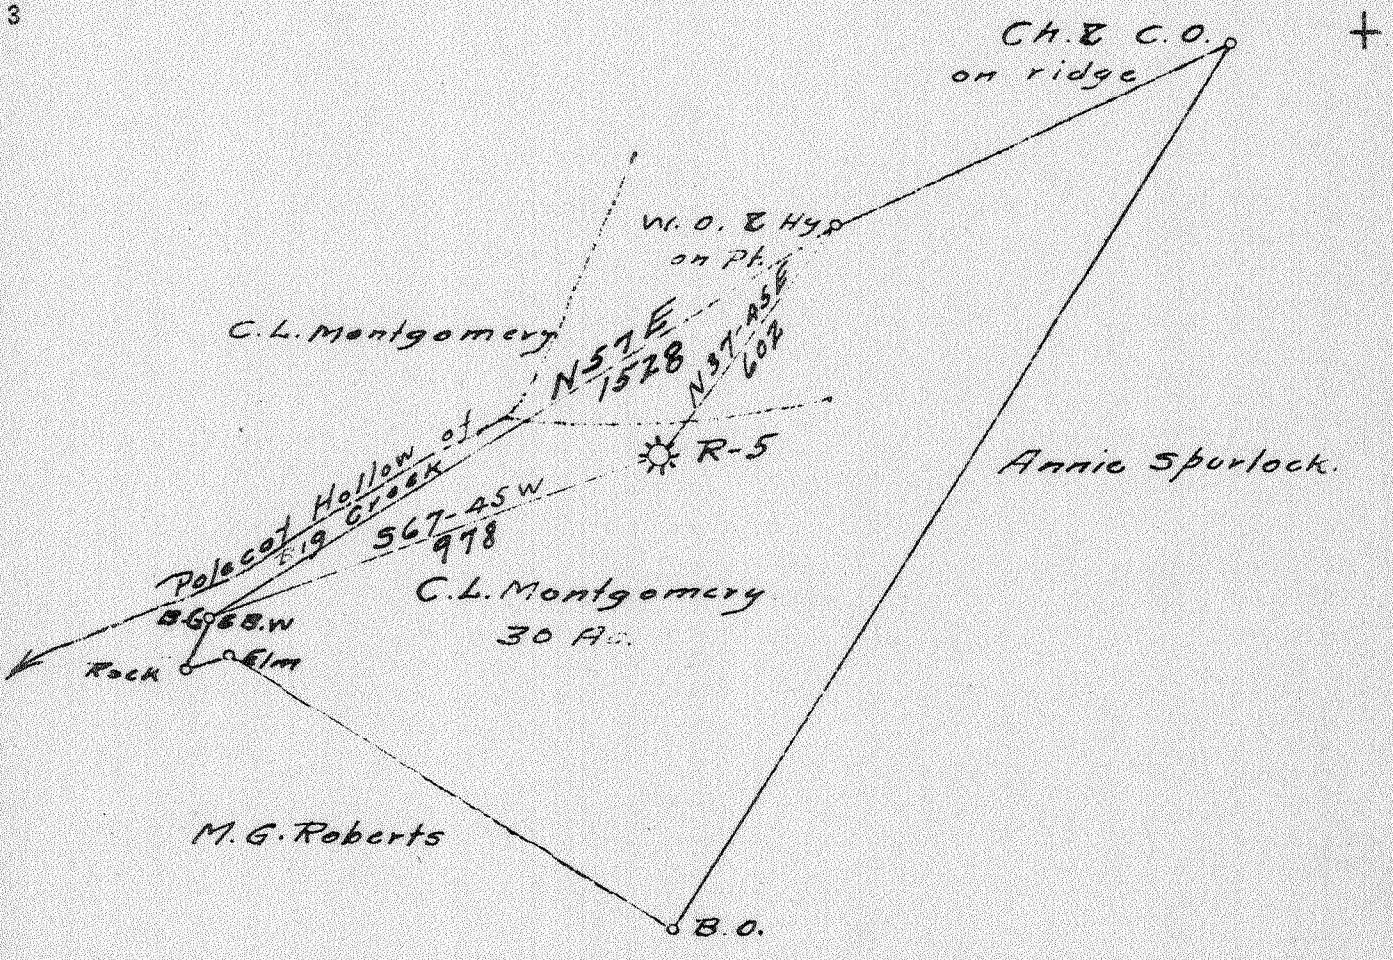 3
Ch. & C.O.
on ridge
W.O. & Hy.
on Pt.
C.L. Montgomery
N 57 E
1528
N 37-45 E
602
Polecat Hollow of
Big Creek
R-5
Annie Spurlock.
S 67-45 W
978
C.L. Montgomery
30 Ac.
B.G & B.W
Rock
Elm
M.G. Roberts
B.O.